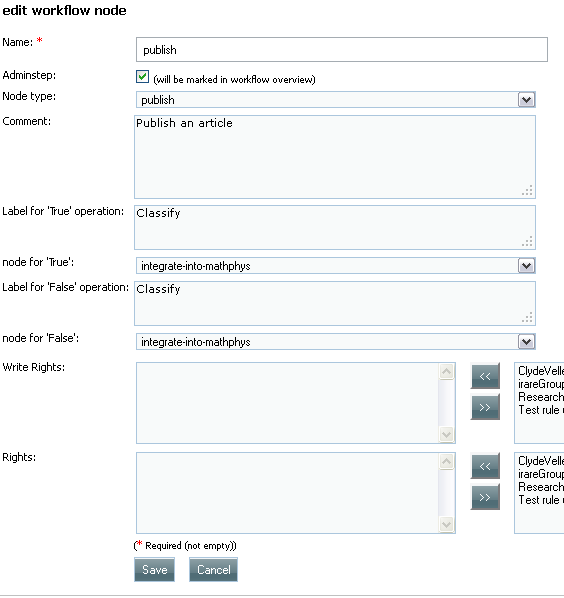 edit workflow node
Name: *
publish
Adminstep:
(will be marked in workflow overview)
Node type:
publish
Comment:
Publish an article
Label for 'True' operation:
Classify
node for 'True':
integrate-into-mathphys
Label for 'False' operation:
Classify
node for 'False':
integrate-into-mathphys
Write Rights:
<<
>>
ClydeVelle
irareGroup
Research
Test rule
Rights:
<<
>>
ClydeVelle
irareGroup
Research
Test rule
(* Required (not empty))
Save
Cancel